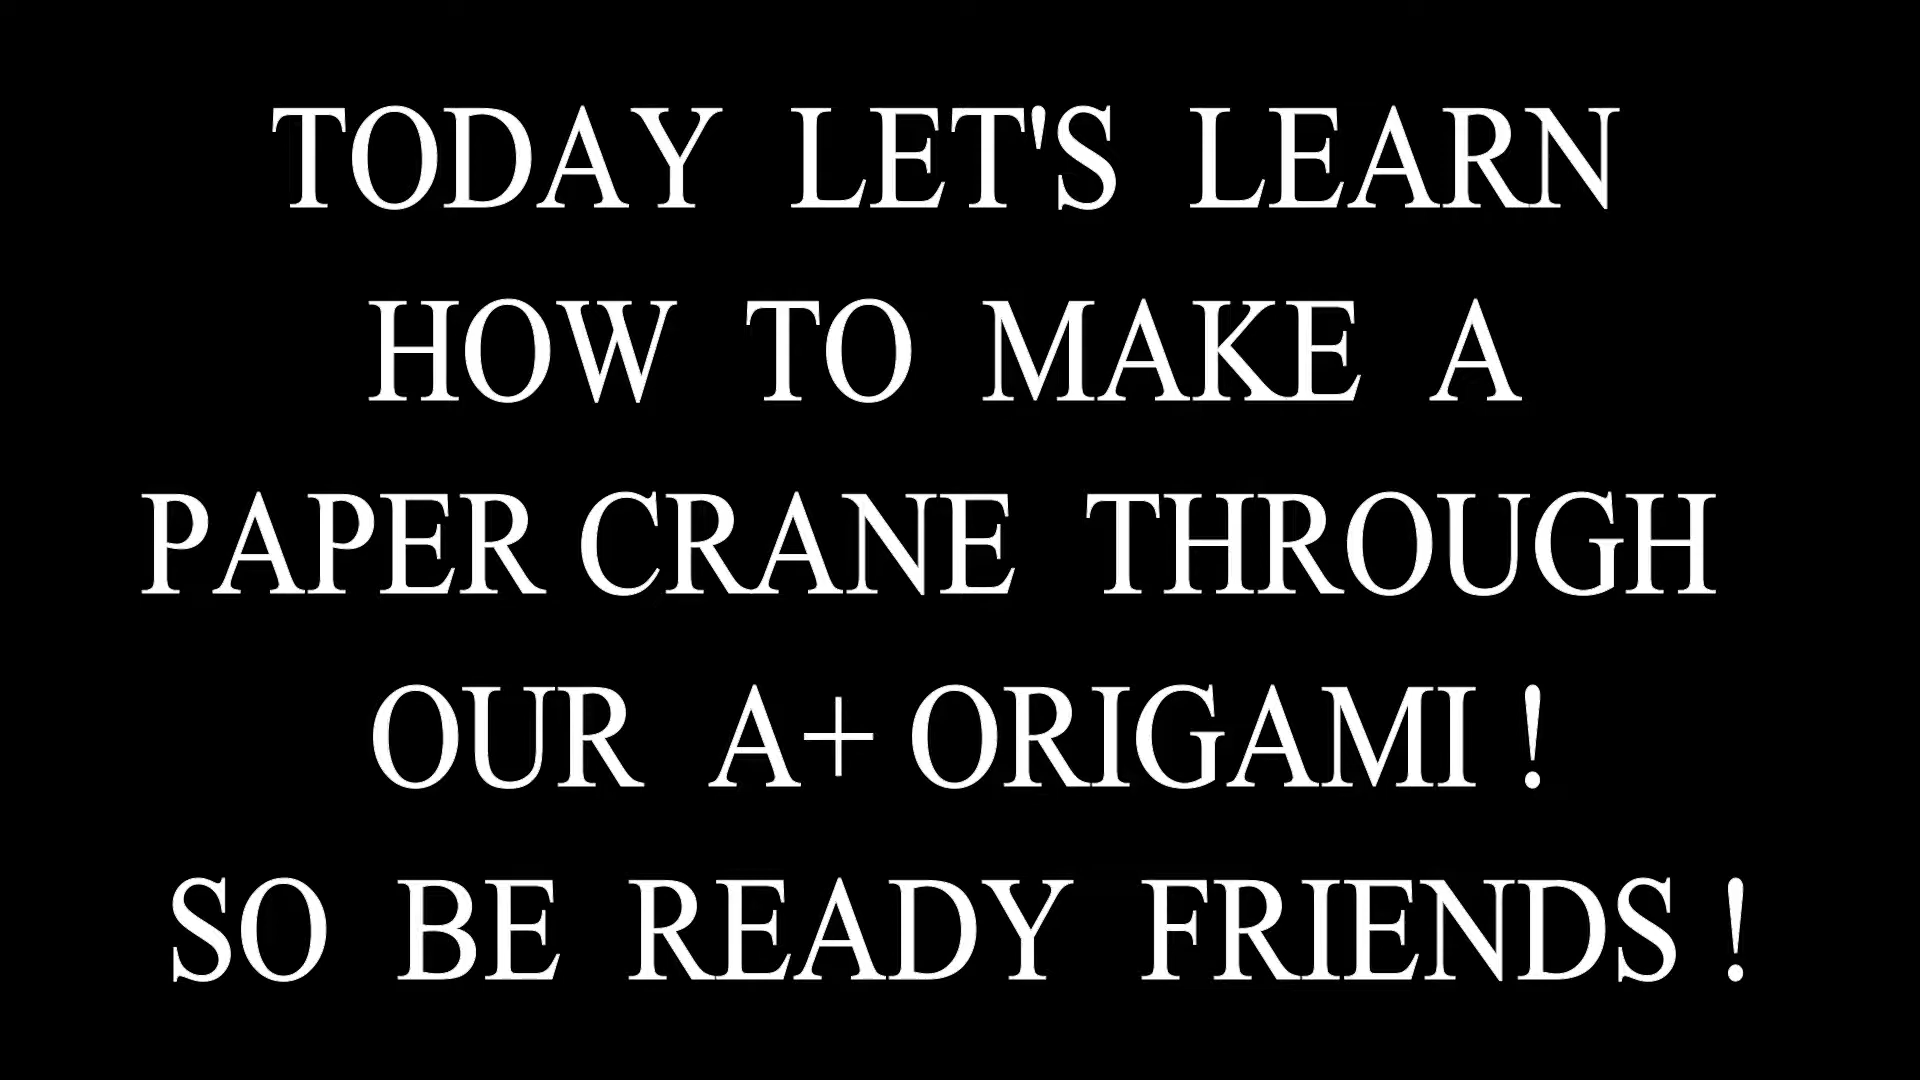 TODAY LET'S LEARN
HOW TO MAKE A
PAPER CRANE THROUGH
OUR A+ ORIGAMI !
SO BE READY FRIENDS !